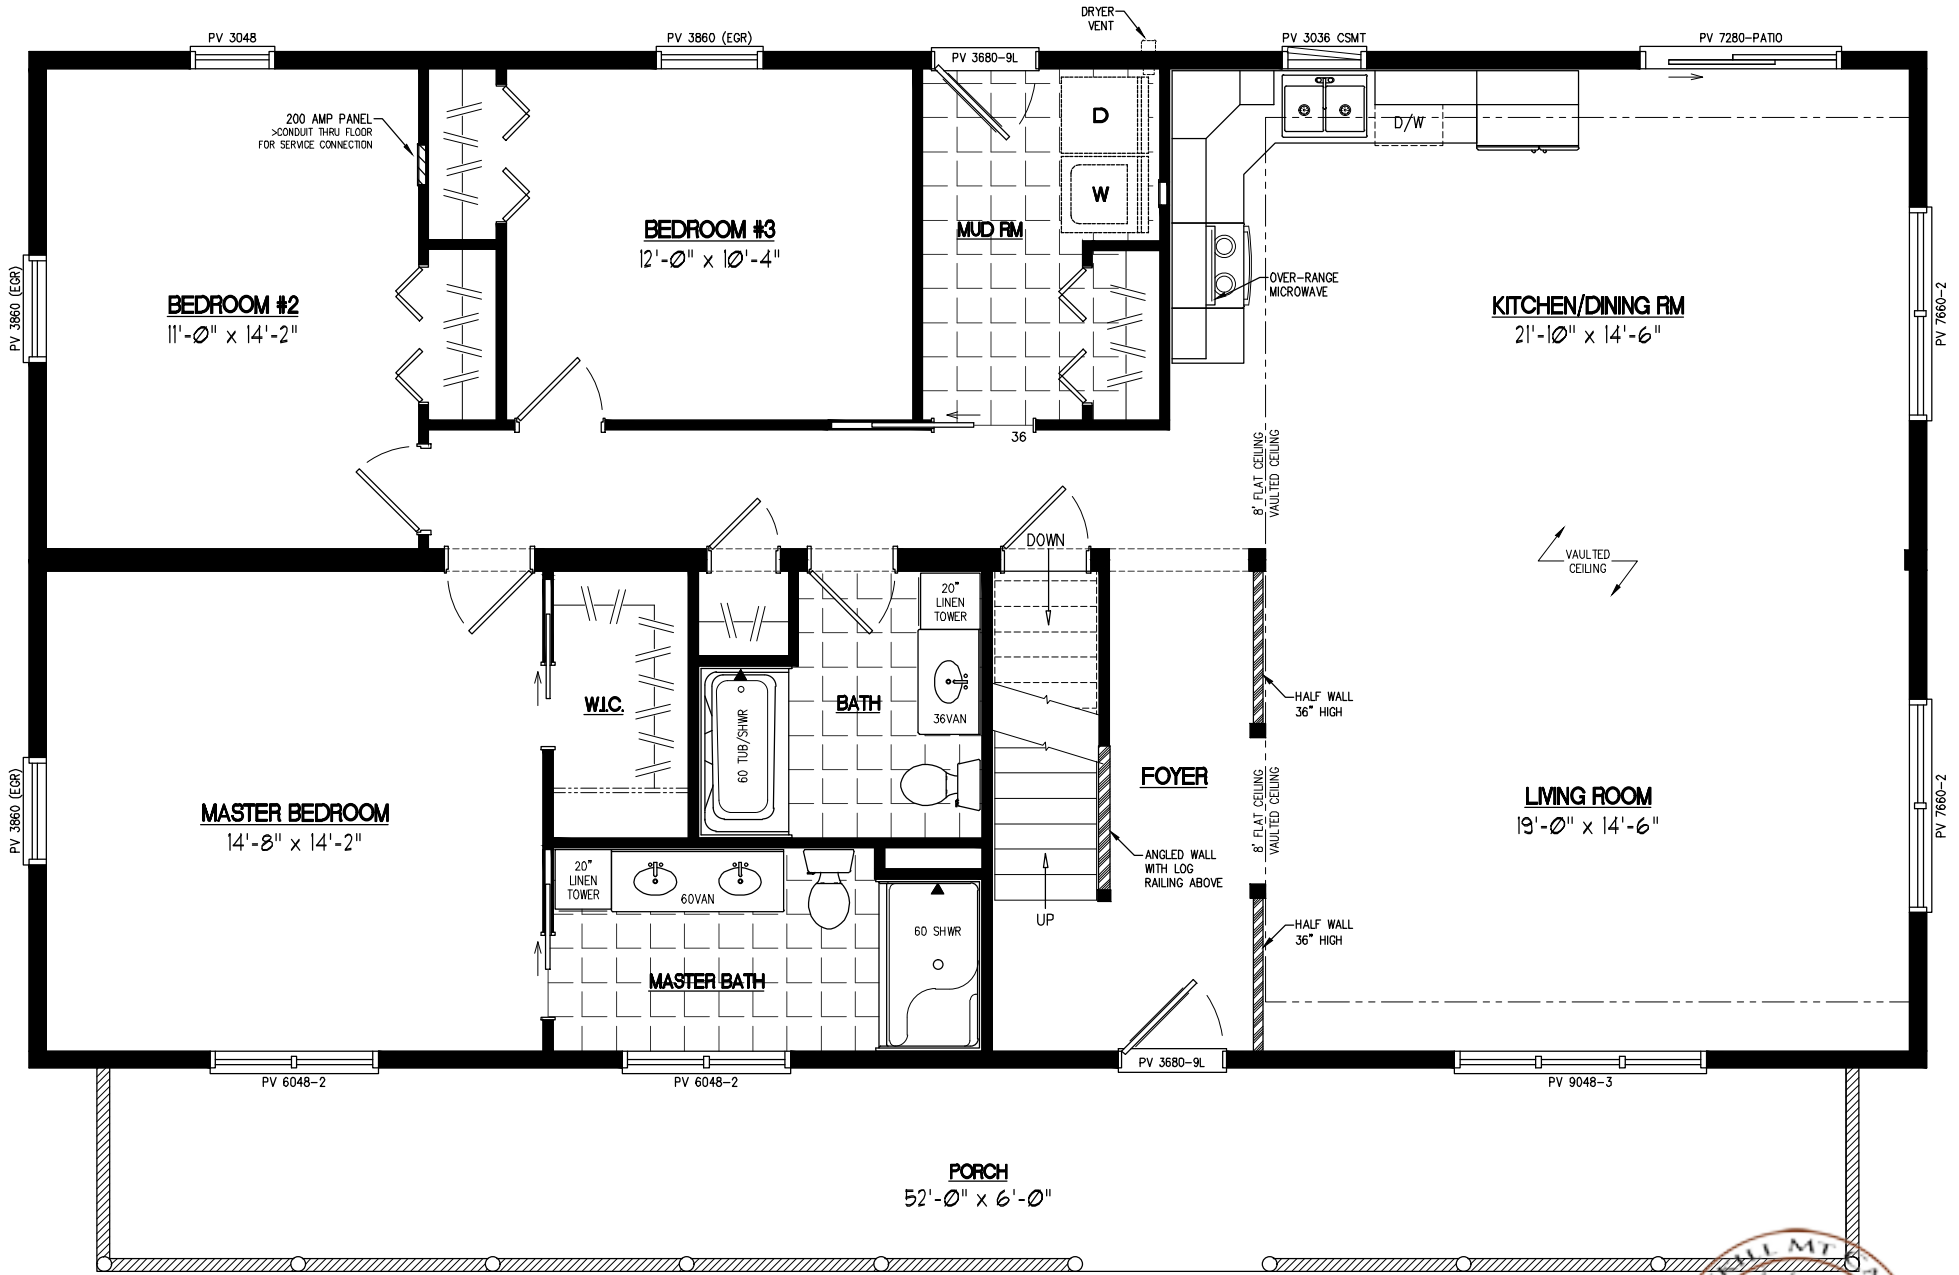 DRYER
VENT
PV 3048
PV 3860 (EGR)
PV 3680-9L
PV 3036 CSMT
PV 7280-PATIO
200 AMP PANEL
>CONDUIT THRU FLOOR
FOR SERVICE CONNECTION
D
W
D/W
BEDROOM #3
12'-0" x 10'-4"
MUD RM
OVER-RANGE
MICROWAVE
BEDROOM #2
11'-0" x 14'-2"
KITCHEN/DINING RM
21'-10" x 14'-6"
PV 3860 (EGR)
PV 7660-2
36
8' FLAT CEILING
VAULTED CEILING
DOWN
VAULTED
CEILING
20"
LINEN
TOWER
HALF WALL
36" HIGH
W.I.C.
BATH
36VAN
60 TUB/SHWR
FOYER
MASTER BEDROOM
14'-8" x 14'-2"
LIVING ROOM
19'-0" x 14'-6"
PV 3860 (EGR)
PV 7660-2
8' FLAT CEILING
VAULTED CEILING
ANGLED WALL
WITH LOG
RAILING ABOVE
20"
LINEN
TOWER
60VAN
UP
60 SHWR
HALF WALL
36" HIGH
MASTER BATH
PV 6048-2
PV 6048-2
PV 3680-9L
PV 9048-3
PORCH
52'-0" x 6'-0"
KILL MT